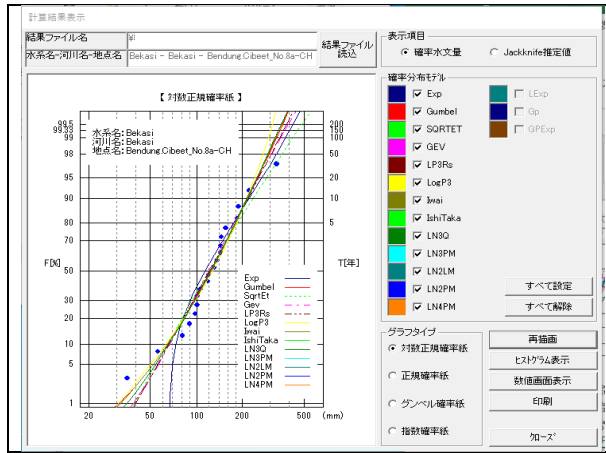 計算結果表示
結果ファイル名
¥!
水系名-河川名-地点名
Bekasi - Bekasi - Bendung.Cibeet_No.8a-CH
結果ファイル
読込
表示項目
確率水文量
Jackknife推定値
【 対数正規確率紙 】
水系名:Bekasi
河川名:Bekasi
地点名:Bendung.Cibeet_No.8a-CH
99.5
99.33
99
98
95
90
80
70
50
30
20
10
5
1
F[%]
200
150
100
50
20
10
5
T[年]
20
50
100
200
500
(mm)
Exp
Gumbel
SqrtEt
Gev
LP3Rs
LogP3
Iwai
IshiTaka
LN3Q
LN3PM
LN2LM
LN2PM
LN4PM
確率分布モデル
Exp
Gumbel
SQRTET
GEV
LP3Rs
LogP3
Iwai
IshiTaka
LN3Q
LN3PM
LN2LM
LN2PM
LN4PM
LExp
Gp
GPExp
すべて設定
すべて解除
グラフタイプ
対数正規確率紙
正規確率紙
グンベル確率紙
指数確率紙
再描画
ヒストグラム表示
数値画面表示
印刷
クローズ